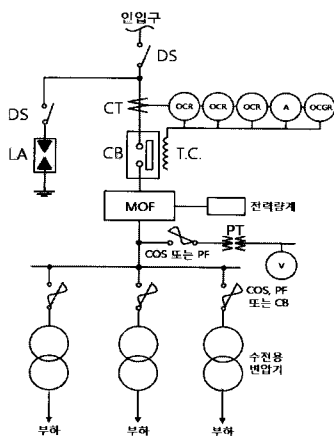 인입구
DS
DS
CT
OCR
OCR
OCR
A
OCGR
LA
CB
T.C.
MOF
전력량계
PT
COS 또는 PF
V
COS, PF
또는 CB
수전용
변압기
부하
부하
부하